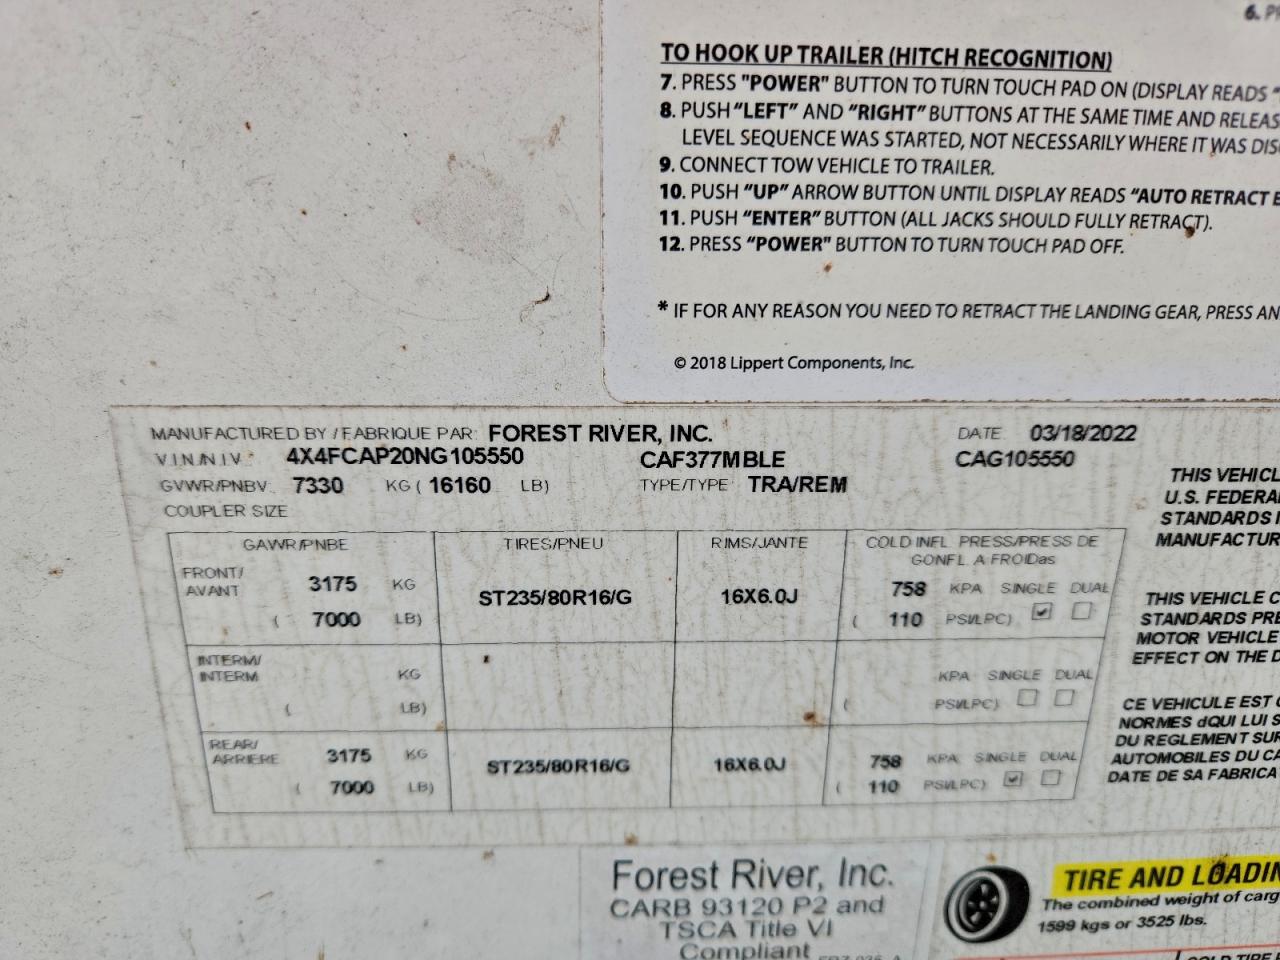 6.
TO HOOK UP TRAILER (HITCH RECOGNITION)
7. PRESS "POWER" BUTTON TO TURN TOUCH PAD ON (DISPLAY READS "
8. PUSH "LEFT" AND "RIGHT" BUTTONS AT THE SAME TIME AND RELEAS
LEVEL SEQUENCE WAS STARTED, NOT NECESSARILY WHERE IT WAS DIS
9. CONNECT TOW VEHICLE TO TRAILER.
10. PUSH "UP" ARROW BUTTON UNTIL DISPLAY READS "AUTO RETRACT E
11. PUSH "ENTER" BUTTON (ALL JACKS SHOULD FULLY RETRACT).
12. PRESS "POWER" BUTTON TO TURN TOUCH PAD OFF.
* IF FOR ANY REASON YOU NEED TO RETRACT THE LANDING GEAR, PRESS AN
© 2018 Lippert Components, Inc.
MANUFACTURED BY / FABRIQUE PAR: FOREST RIVER, INC. DATE 03/18/2022
V.I.N./N.I.V. 4X4FCAP20NG105550 CAF377MBLE CAG105550
GVWR/PNBV 7330 KG ( 16160 LB) TYPE/TYPE TRA/REM
COUPLER SIZE
GAWR/PNBE TIRES/PNEU RIMS/JANTE COLD INFL PRESS/PRESS DE
GONFL A FROIDas
FRONT/
AVANT 3175 KG ST235/80R16/G 16X6.0J 758 KPA SINGLE DUAL
( 7000 LB) ( 110 PSI/LPC)
INTERM/
INTERM KG KPA SINGLE DUAL
( LB) ( PSI/LPC)
REAR/
ARRIERE 3175 KG ST235/80R16/G 16X6.0J 758 KPA SINGLE DUAL
( 7000 LB) ( 110 PSI/LPC)
THIS VEHICL
U.S. FEDERA
STANDARDS I
MANUFACTUR
THIS VEHICLE C
STANDARDS PRE
MOTOR VEHICLE
EFFECT ON THE D
CE VEHICULE EST C
NORMES dQUI LUI S
DU REGLEMENT SUR
AUTOMOBILES DU CA
DATE DE SA FABRICA
Forest River, Inc.
CARB 93120 P2 and
TSCA Title VI
Compliant
TIRE AND LOADIN
The combined weight of carg
1599 kgs or 3525 lbs.